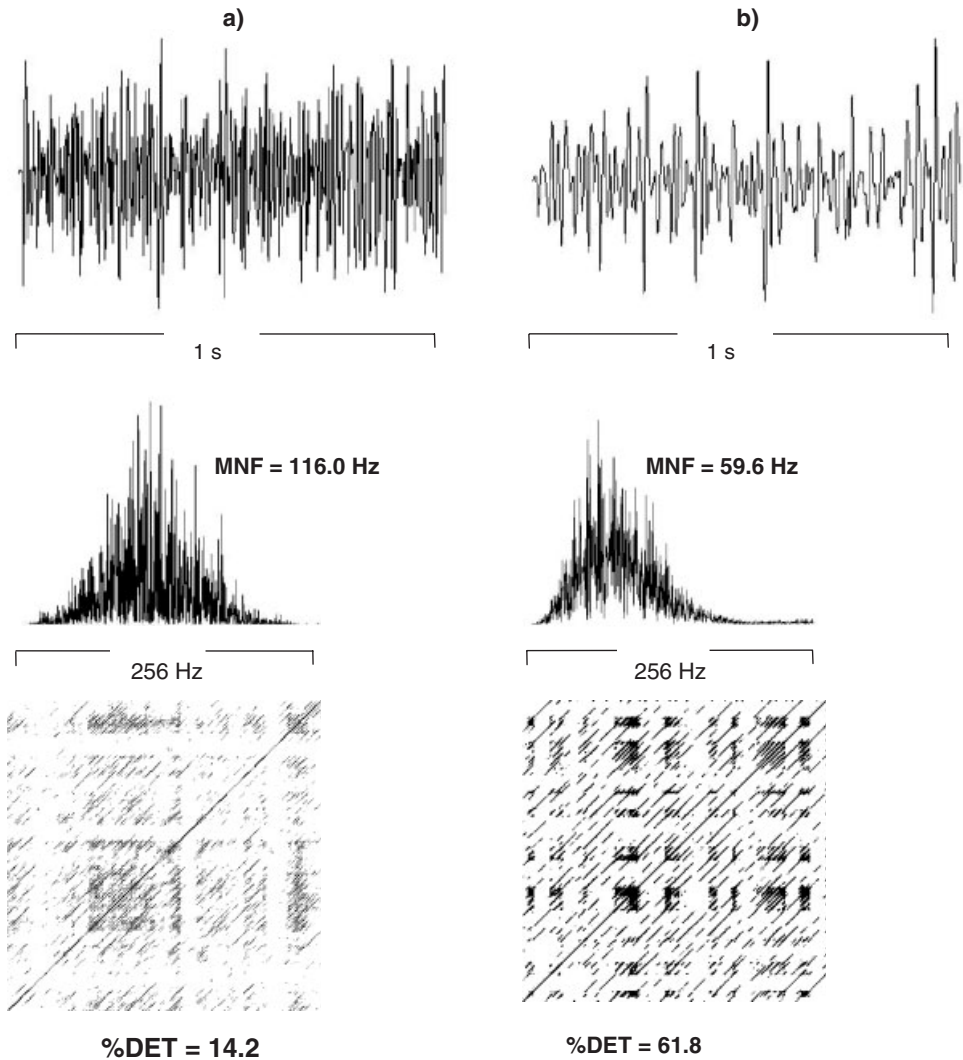 a)
b)
1 s
1 s
MNF = 116.0 Hz
MNF = 59.6 Hz
256 Hz
256 Hz
%DET = 14.2
%DET = 61.8